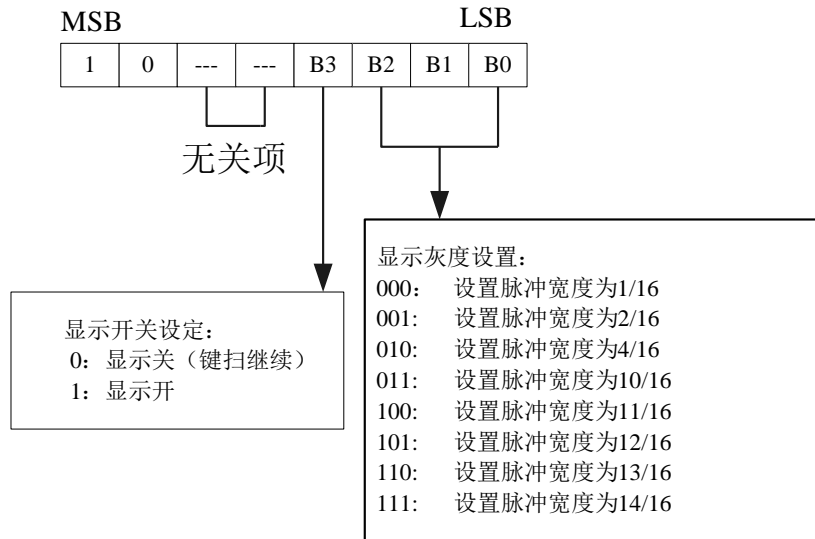 MSB LSB
1 0 --- --- B3 B2 B1 B0
无关项
显示开关设定:
0: 显示关（键扫继续）
1: 显示开
显示灰度设置:
000: 设置脉冲宽度为1/16
001: 设置脉冲宽度为2/16
010: 设置脉冲宽度为4/16
011: 设置脉冲宽度为10/16
100: 设置脉冲宽度为11/16
101: 设置脉冲宽度为12/16
110: 设置脉冲宽度为13/16
111: 设置脉冲宽度为14/16